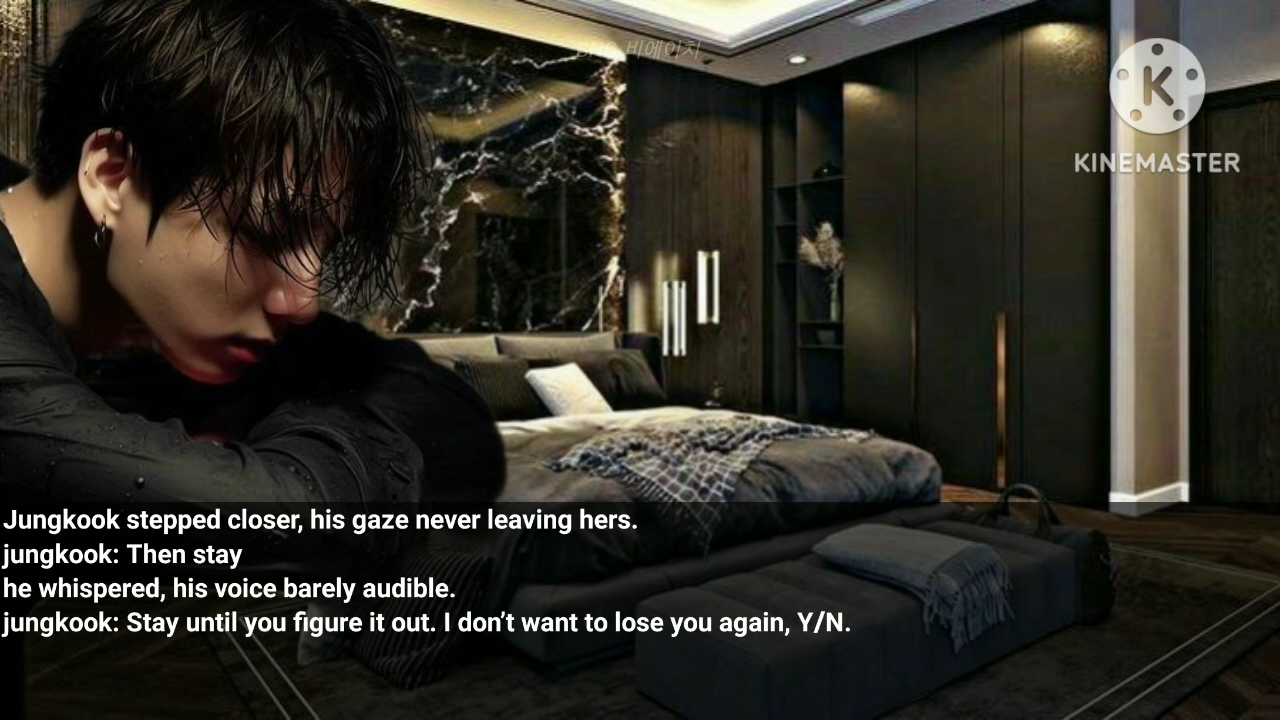 K
KINEMASTER
Jungkook stepped closer, his gaze never leaving hers.
jungkook: Then stay
he whispered, his voice barely audible.
jungkook: Stay until you figure it out. I don’t want to lose you again, Y/N.